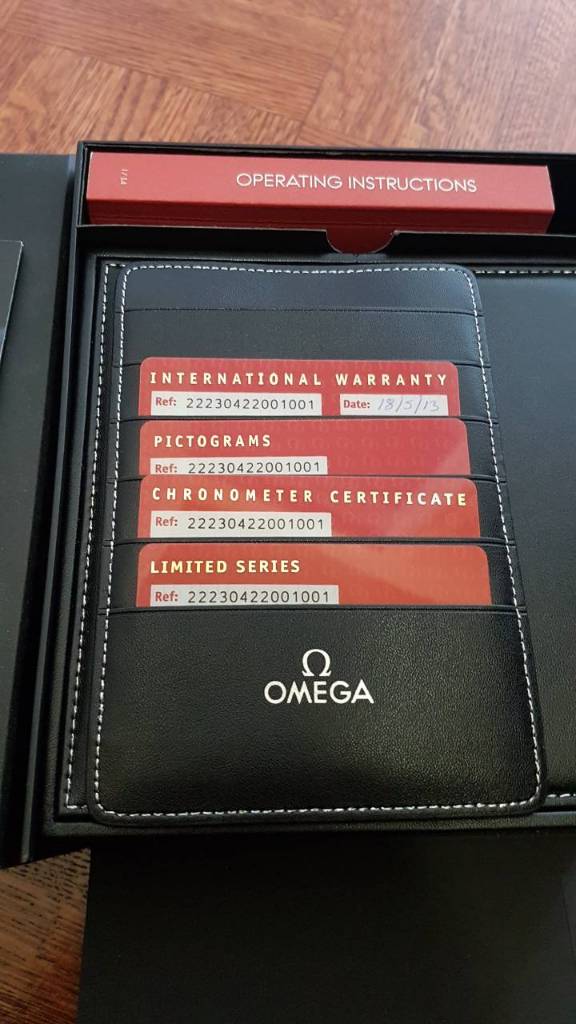 OPERATING INSTRUCTIONS
INTERNATIONAL WARRANTY
Ref: 22230422001001 Date: 18/5/13
PICTOGRAMS
Ref: 22230422001001
CHRONOMETER CERTIFICATE
Ref: 22230422001001
LIMITED SERIES
Ref: 22230422001001
Ω
OMEGA